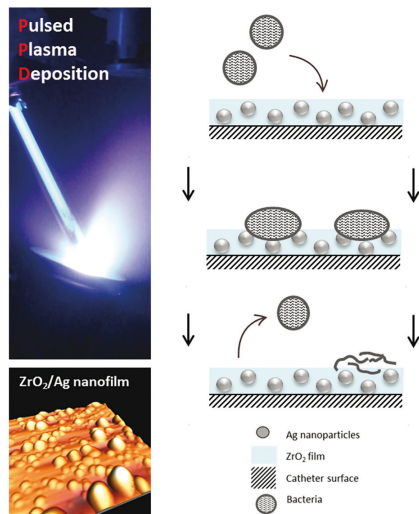 Pulsed
Plasma
Deposition
ZrO₂/Ag nanofilm
Ag nanoparticles
ZrO₂ film
Catheter surface
Bacteria